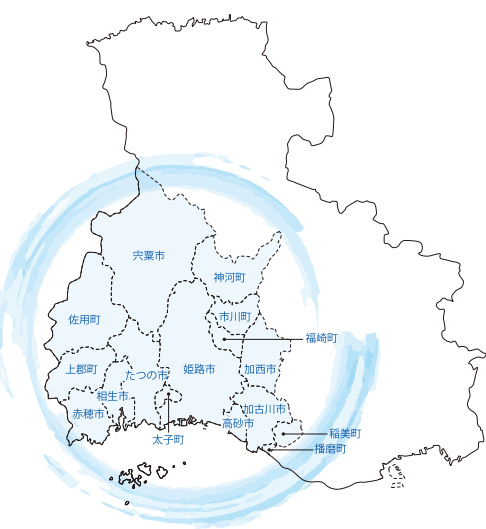 宍粟市
神河町
佐用町
市川町
福崎町
上郡町
たつの市
姫路市
加西市
相生市
赤穂市
加古川市
高砂市
太子町
稲美町
播磨町